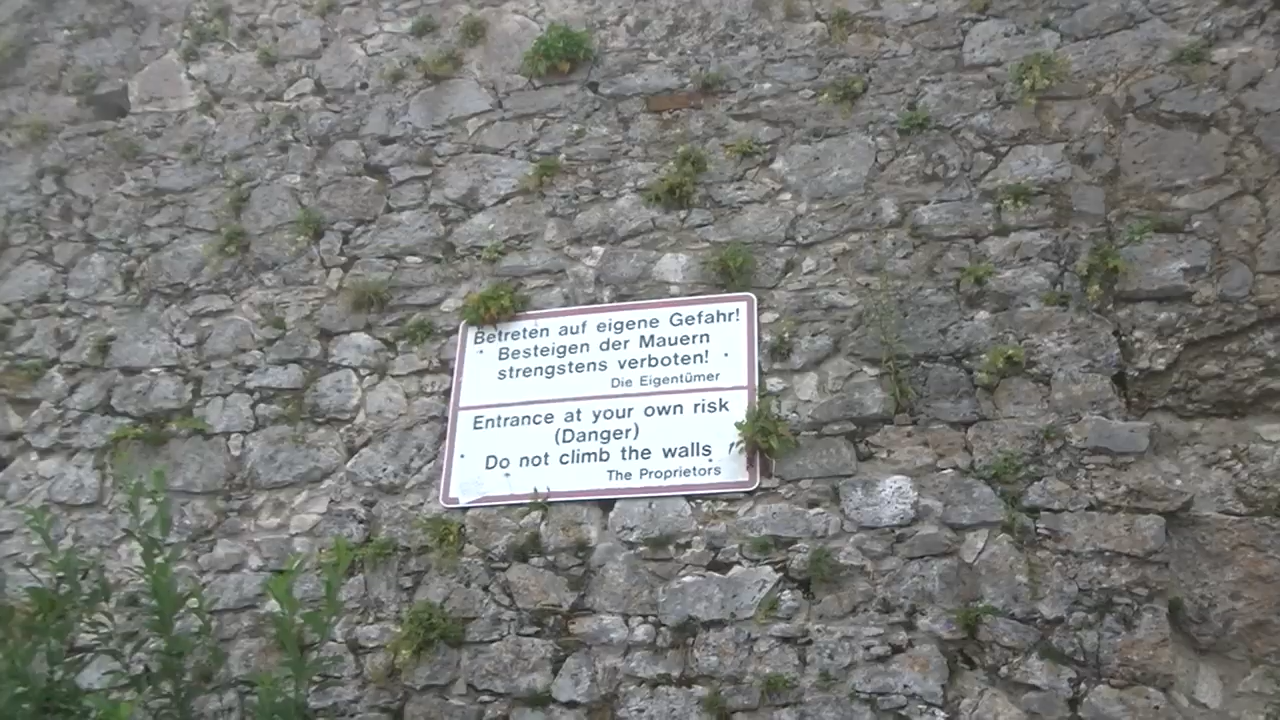 Betreten auf eigene Gefahr!
Besteigen der Mauern
strengstens verboten!
Die Eigentümer
Entrance at your own risk
(Danger)
Do not climb the walls
The Proprietors